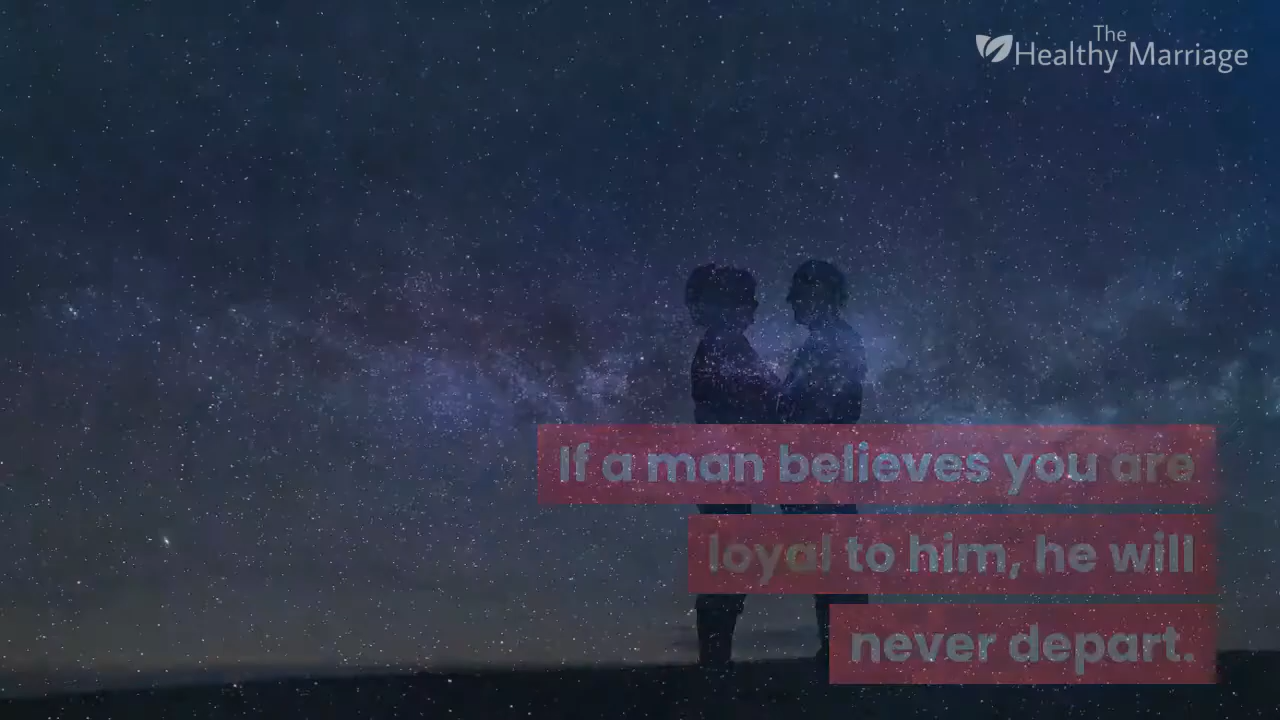 The
Healthy Marriage
If a man believes you are
loyal to him, he will
never depart.